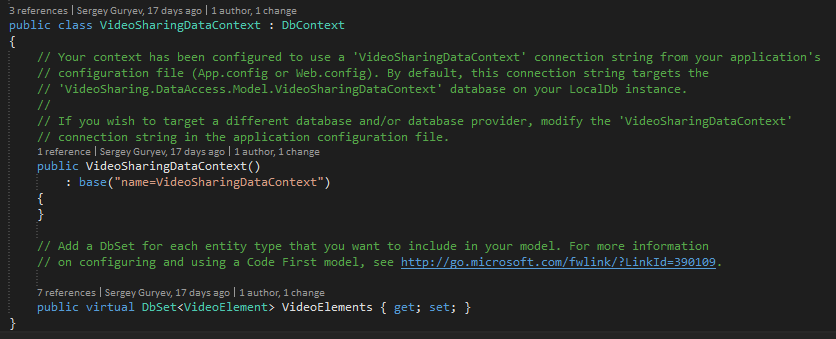 3 references | Sergey Guryev, 17 days ago | 1 author, 1 change
public class VideoSharingDataContext : DbContext
{
// Your context has been configured to use a 'VideoSharingDataContext' connection string from your application's
// configuration file (App.config or Web.config). By default, this connection string targets the
// 'VideoSharing.DataAccess.Model.VideoSharingDataContext' database on your LocalDb instance.
//
// If you wish to target a different database and/or database provider, modify the 'VideoSharingDataContext'
// connection string in the application configuration file.
1 reference | Sergey Guryev, 17 days ago | 1 author, 1 change
public VideoSharingDataContext()
: base("name=VideoSharingDataContext")
{
}
// Add a DbSet for each entity type that you want to include in your model. For more information
// on configuring and using a Code First model, see http://go.microsoft.com/fwlink/?LinkId=390109.
7 references | Sergey Guryev, 17 days ago | 1 author, 1 change
public virtual DbSet<VideoElement> VideoElements { get; set; }
}